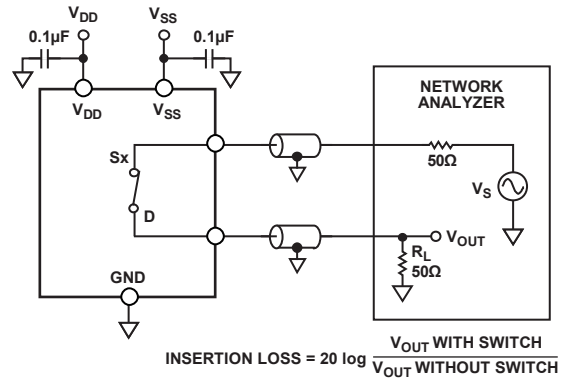 VDD
VSS
0.1µF
0.1µF
VDD
VSS
NETWORK
ANALYZER
Sx
50Ω
VS
D
VOUT
RL
50Ω
GND
INSERTION LOSS = 20 log VOUT WITH SWITCH
VOUT WITHOUT SWITCH